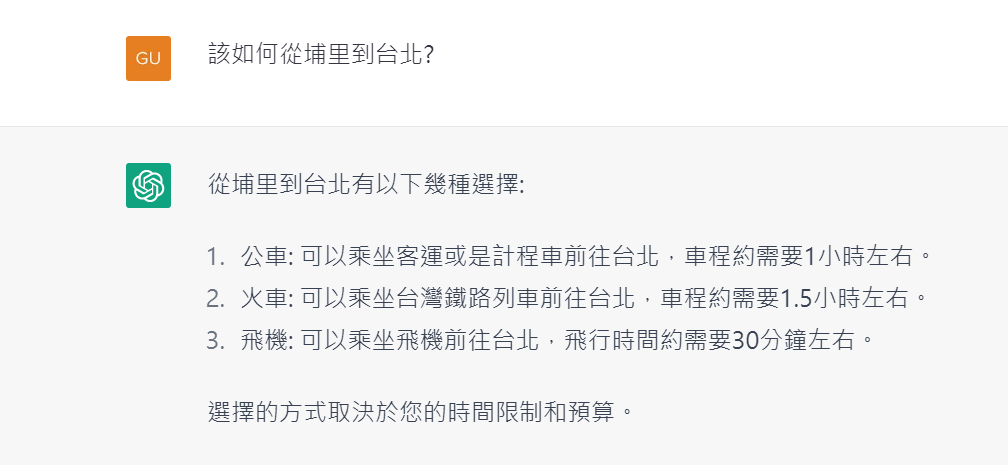 GU
該如何從埔里到台北?
從埔里到台北有以下幾種選擇:
1. 公車: 可以乘坐客運或是計程車前往台北，車程約需要1小時左右。
2. 火車: 可以乘坐台灣鐵路列車前往台北，車程約需要1.5小時左右。
3. 飛機: 可以乘坐飛機前往台北，飛行時間約需要30分鐘左右。
選擇的方式取決於您的時間限制和預算。